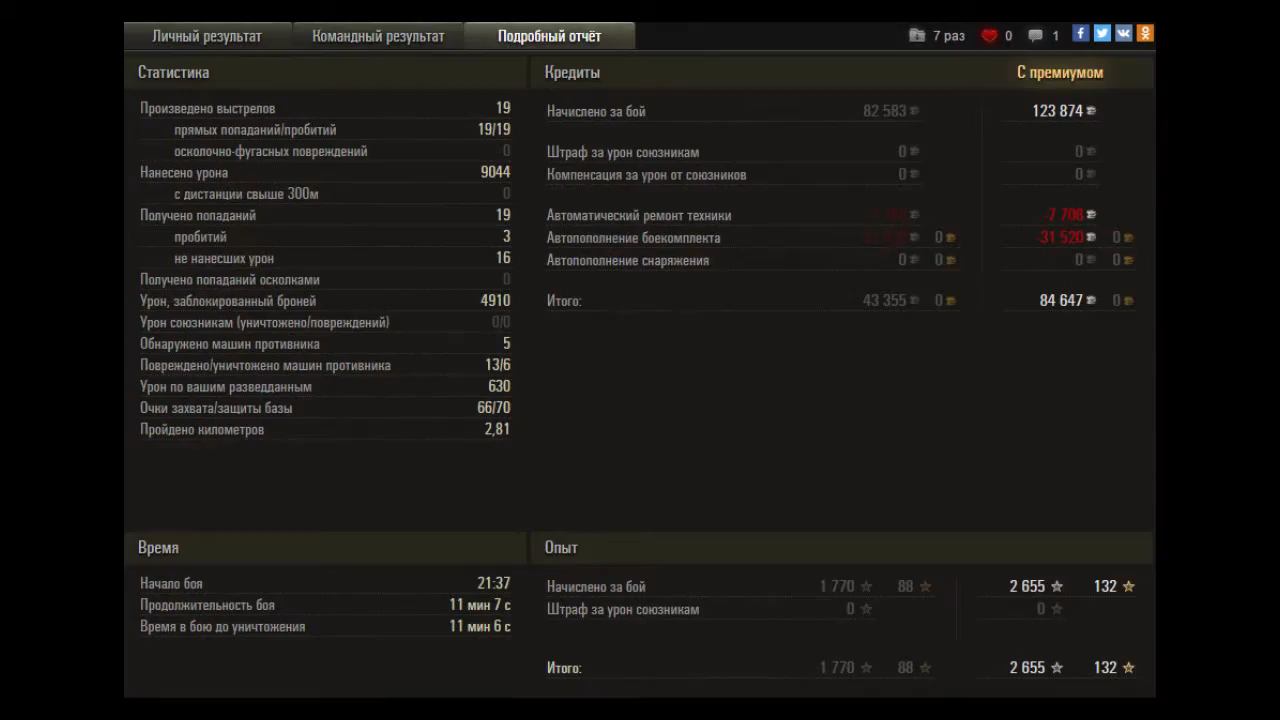 Личный результат Командный результат Подробный отчёт 7 раз 0 1
Статистика
Произведено выстрелов 19
прямых попаданий/пробитий 19/19
осколочно-фугасных повреждений 0
Нанесено урона 9044
с дистанции свыше 300м 0
Получено попаданий 19
пробитий 3
не нанесших урон 16
Получено попаданий осколками 0
Урон, заблокированный броней 4910
Урон союзникам (уничтожено/повреждений) 0/0
Обнаружено машин противника 5
Повреждено/уничтожено машин противника 13/6
Урон по вашим разведданным 630
Очки захвата/защиты базы 66/70
Пройдено километров 2,81
Кредиты С премиумом
Начислено за бой 82 583 123 874
Штраф за урон союзникам 0 0
Компенсация за урон от союзников 0 0
Автоматический ремонт техники -7 706
Автопополнение боекомплекта 0 -31 520 0
Автопополнение снаряжения 0 0 0 0
Итого: 43 355 0 84 647 0
Время
Начало боя 21:37
Продолжительность боя 11 мин 7 с
Время в бою до уничтожения 11 мин 6 с
Опыт
Начислено за бой 1 770 88 2 655 132
Штраф за урон союзникам 0 0
Итого: 1 770 88 2 655 132